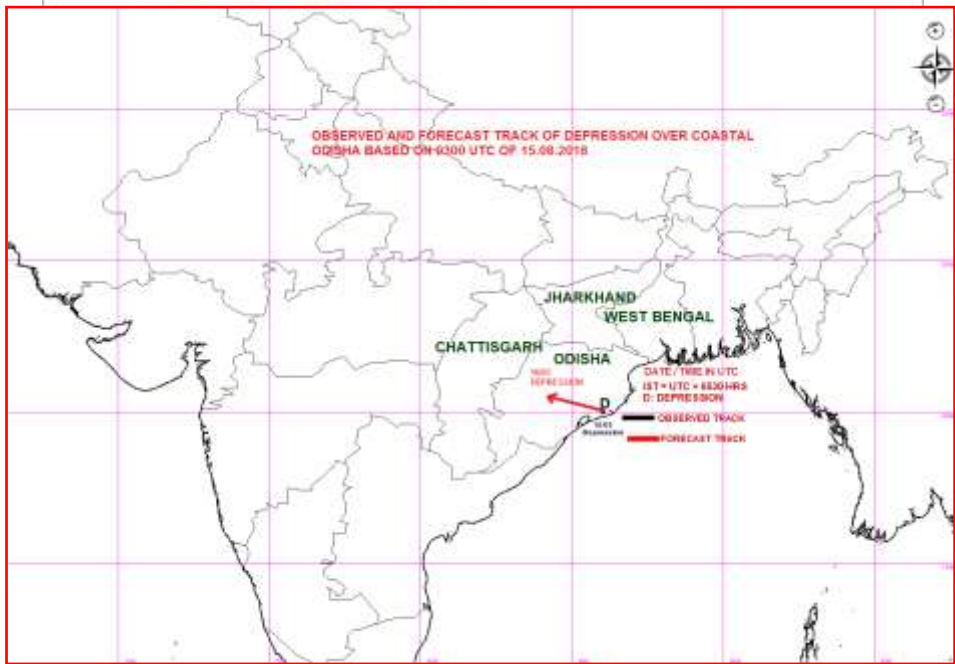 OBSERVED AND FORECAST TRACK OF DEPRESSION OVER COASTAL
ODISHA BASED ON 0300 UTC OF 15.08.2018
JHARKHAND
WEST BENGAL
CHATTISGARH
ODISHA
DEPRESSION
D
DATE / TIME IN UTC
IST = UTC + 0530 HRS
D: DEPRESSION
OBSERVED TRACK
FORECAST TRACK